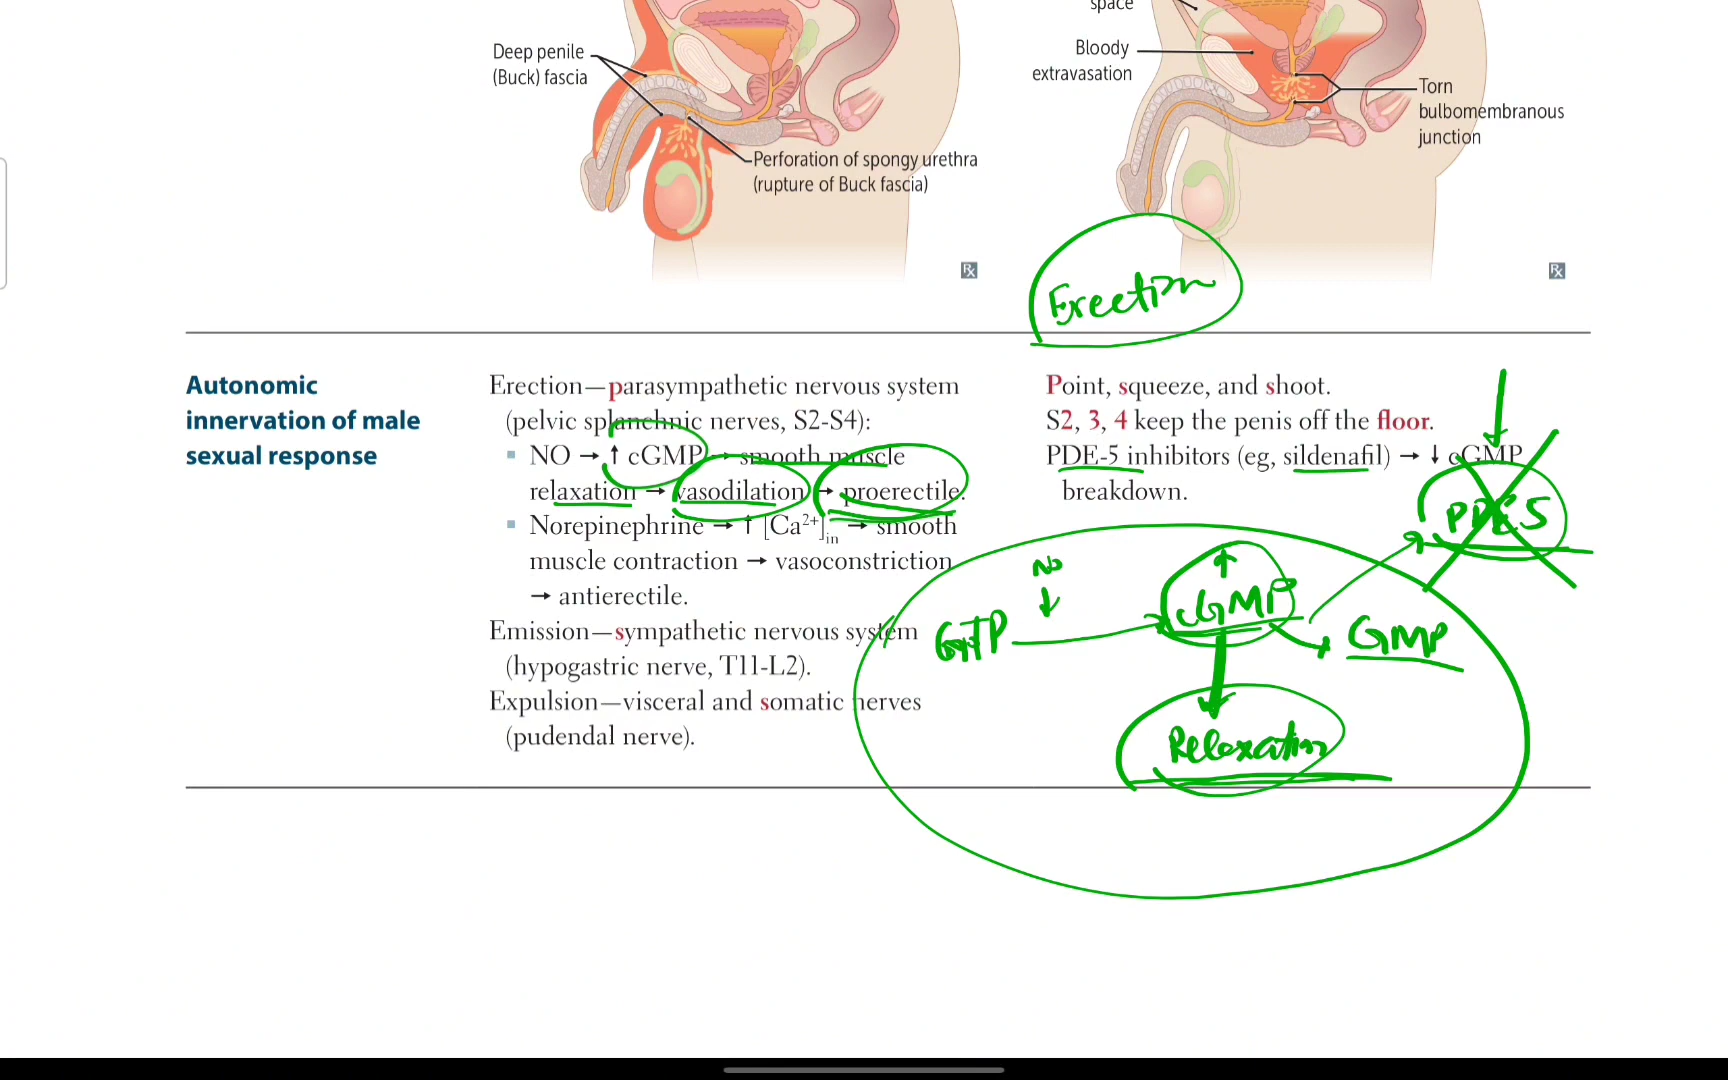 space
Deep penile
(Buck) fascia
Bloody
extravasation
Torn
bulbomembranous
junction
Perforation of spongy urethra
(rupture of Buck fascia)
Rx
Rx
Erection
Autonomic
innervation of male
sexual response
Erection—parasympathetic nervous system
(pelvic splanchnic nerves, S2-S4):
▪ NO → ↑ cGMP → smooth muscle
relaxation → vasodilation → proerectile.
▪ Norepinephrine → ↑ [Ca²⁺]in → smooth
muscle contraction → vasoconstriction
→ antierectile.
Emission—sympathetic nervous system
(hypogastric nerve, T11-L2).
Expulsion—visceral and somatic nerves
(pudendal nerve).
Point, squeeze, and shoot.
S2, 3, 4 keep the penis off the floor.
PDE-5 inhibitors (eg, sildenafil) → ↓ cGMP
breakdown.
PDE5
NO
GTP
↑
cGMP
GMP
Relaxation